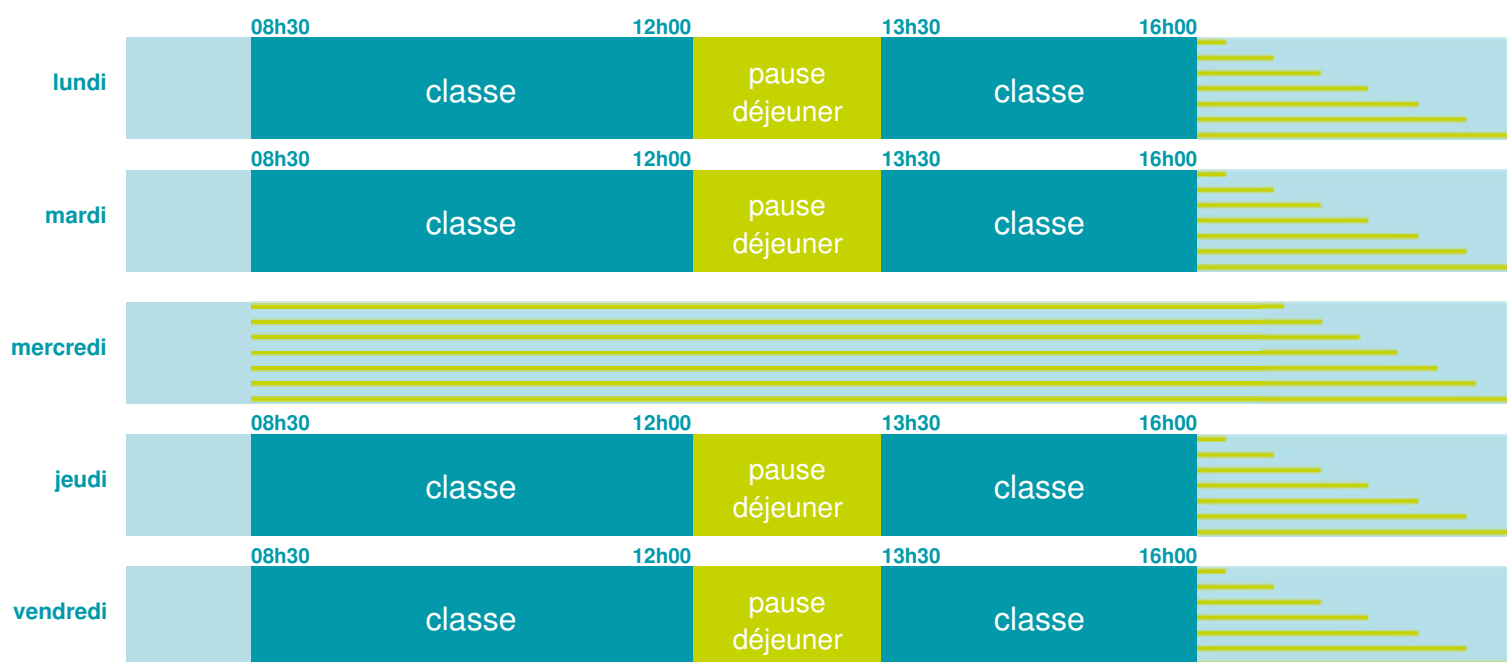 08h30 12h00 13h30 16h00
lundi classe pause déjeuner classe
08h30 12h00 13h30 16h00
mardi classe pause déjeuner classe
mercredi
08h30 12h00 13h30 16h00
jeudi classe pause déjeuner classe
08h30 12h00 13h30 16h00
vendredi classe pause déjeuner classe